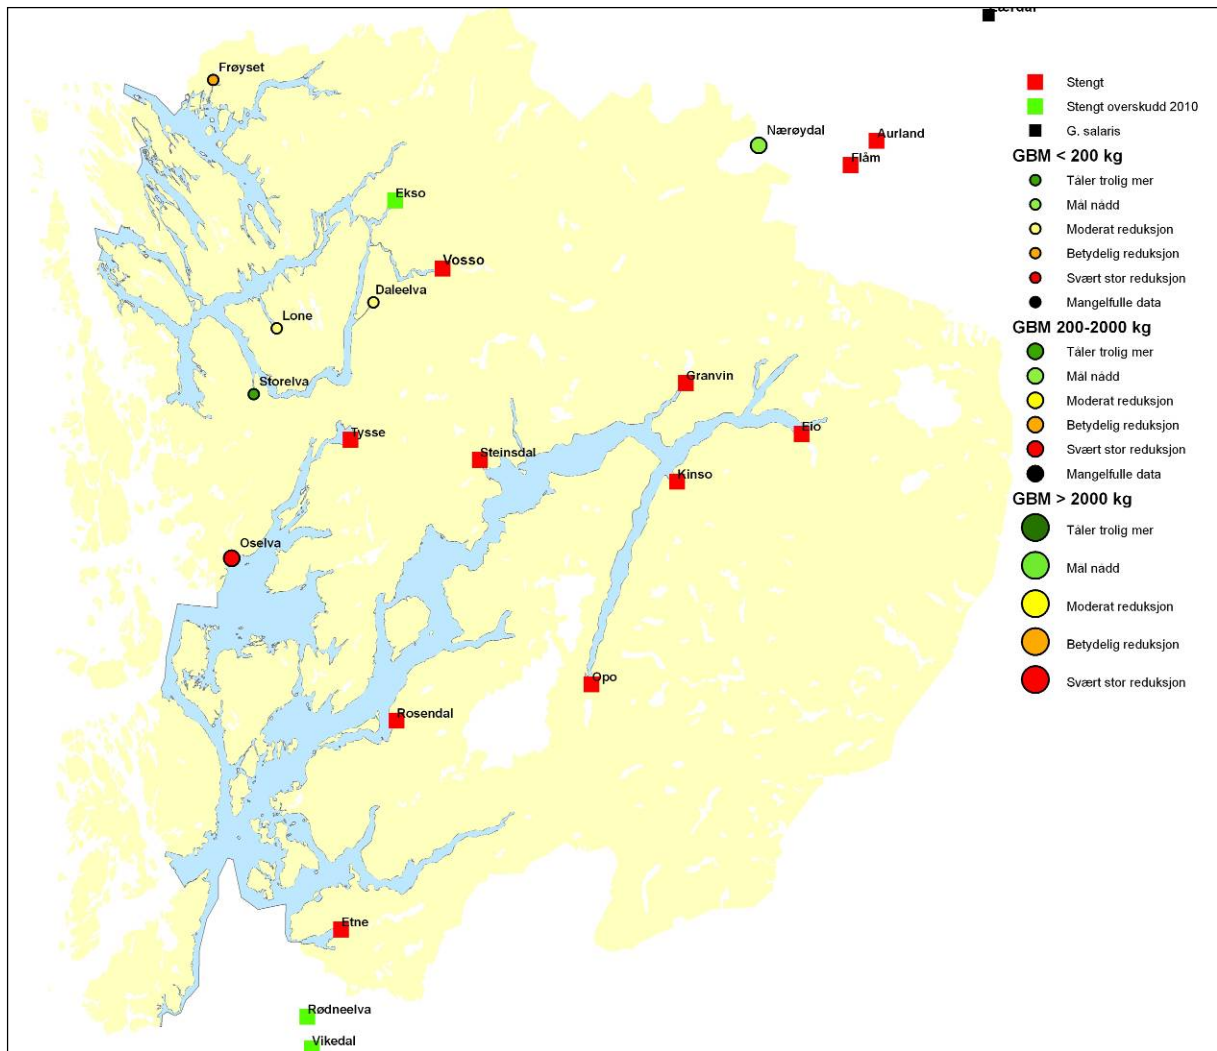 Lærdal
Frøyset
Nærøydal
Aurland
Flåm
Ekso
Vosso
Daleelva
Lone
Storelva
Granvin
Tysse
Eio
Steinsdal
Kinso
Oselva
Opo
Rosendal
Etne
Rødneelva
Vikedal
Stengt
Stengt overskudd 2010
G. salaris
GBM < 200 kg
Tåler trolig mer
Mål nådd
Moderat reduksjon
Betydelig reduksjon
Svært stor reduksjon
Mangelfulle data
GBM 200-2000 kg
Tåler trolig mer
Mål nådd
Moderat reduksjon
Betydelig reduksjon
Svært stor reduksjon
Mangelfulle data
GBM > 2000 kg
Tåler trolig mer
Mål nådd
Moderat reduksjon
Betydelig reduksjon
Svært stor reduksjon